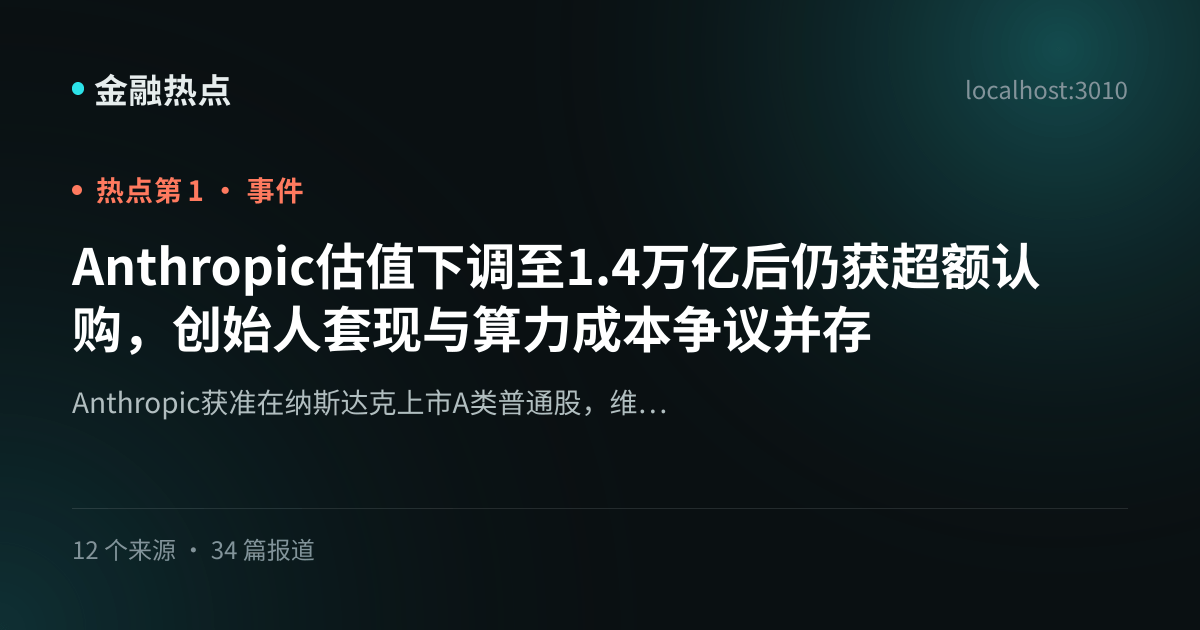 金融热点
localhost:3010
热点第 1 · 事件
Anthropic估值下调至1.4万亿后仍获超额认
购，创始人套现与算力成本争议并存
Anthropic获准在纳斯达克上市A类普通股，维…
12 个来源 · 34 篇报道